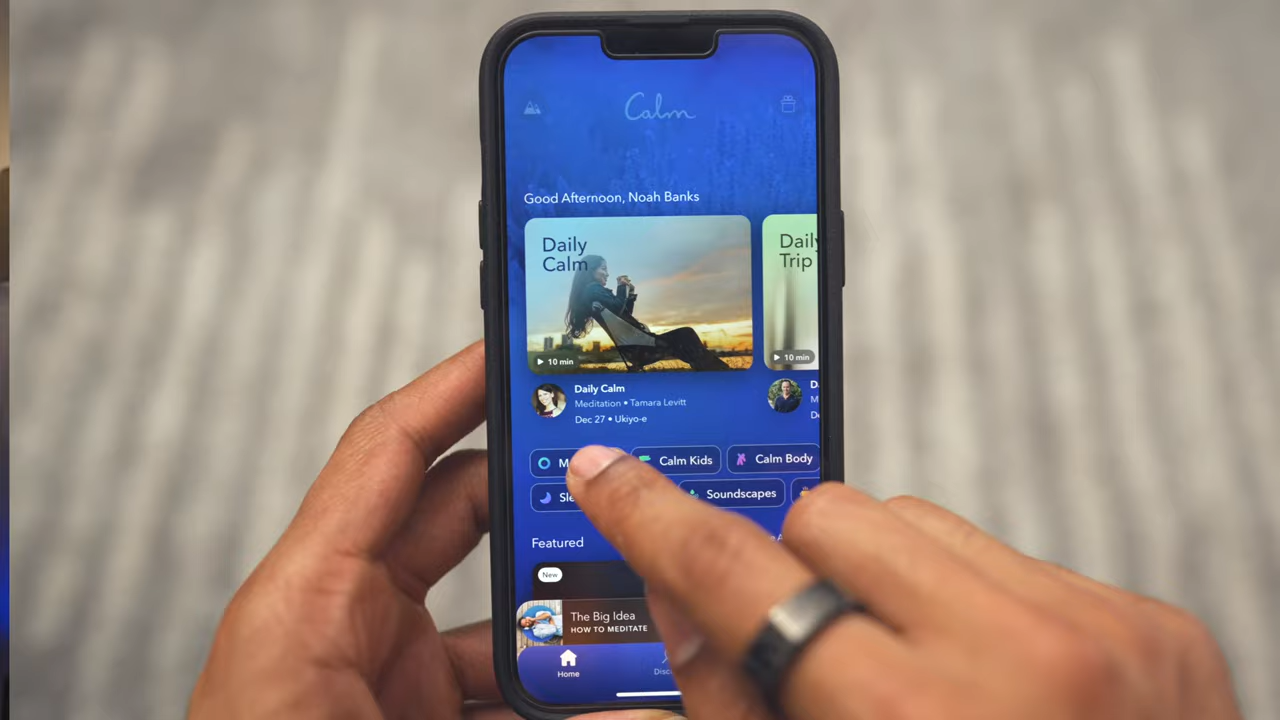 Calm
Good Afternoon, Noah Banks
Daily
Calm
10 min
Daily
Trip
10 min
Daily Calm
Meditation • Tamara Levitt
Dec 27 • Ukiyo-e
Calm Kids
Calm Body
Soundscapes
Featured
New
The Big Idea
HOW TO MEDITATE
Home